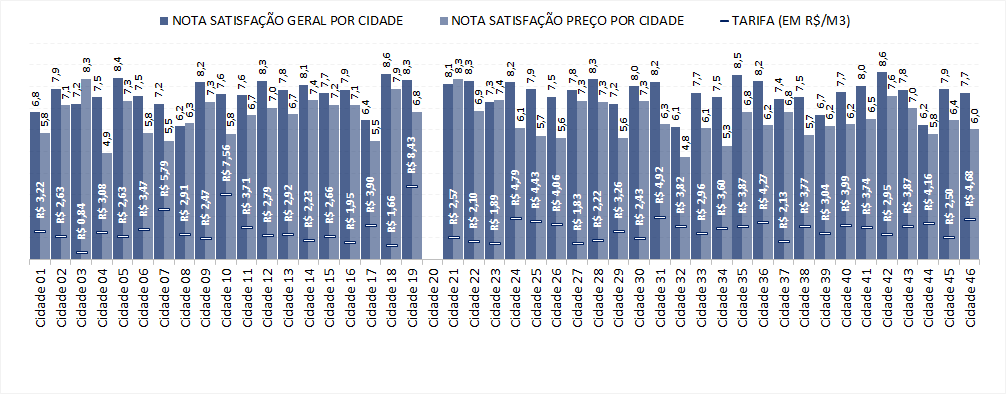 NOTA SATISFAÇÃO GERAL POR CIDADE
NOTA SATISFAÇÃO PREÇO POR CIDADE
TARIFA (EM R$/M3)
6,8 5,8 7,9 7,1 7,2 8,3 7,5 4,9 8,4 7,3 7,5 5,8 7,2 5,5 6,2 6,3 8,2 7,3 7,6 5,8 7,6 6,7 8,3 7,0 7,8 6,7 8,1 7,4 7,7 7,2 7,9 7,1 6,4 5,5 8,6 7,9 8,3 6,8 8,1 8,3 8,3 6,9 7,3 7,4 8,2 6,1 7,9 5,7 7,5 5,6 7,8 7,3 8,3 7,3 7,2 5,6 8,0 7,3 8,2 6,3 6,1 4,8 7,7 6,1 7,5 5,3 8,5 6,8 8,2 6,2 7,4 6,8 7,5 5,7 6,7 6,2 7,7 6,2 8,0 6,5 8,6 7,6 7,8 7,0 6,2 5,8 7,9 6,4 7,7 6,0
R$ 3,22 R$ 2,63 R$ 0,84 R$ 3,08 R$ 2,63 R$ 3,47 R$ 5,79 R$ 2,91 R$ 2,47 R$ 7,56 R$ 3,71 R$ 2,79 R$ 2,92 R$ 2,23 R$ 2,66 R$ 1,95 R$ 3,90 R$ 1,66 R$ 8,43 R$ 2,57 R$ 2,10 R$ 1,89 R$ 4,79 R$ 4,43 R$ 4,06 R$ 1,83 R$ 2,22 R$ 3,26 R$ 2,43 R$ 4,92 R$ 3,82 R$ 2,96 R$ 3,60 R$ 3,87 R$ 4,27 R$ 2,13 R$ 3,77 R$ 3,04 R$ 3,99 R$ 3,74 R$ 2,95 R$ 3,87 R$ 4,16 R$ 2,50 R$ 4,68
Cidade 01 Cidade 02 Cidade 03 Cidade 04 Cidade 05 Cidade 06 Cidade 07 Cidade 08 Cidade 09 Cidade 10 Cidade 11 Cidade 12 Cidade 13 Cidade 14 Cidade 15 Cidade 16 Cidade 17 Cidade 18 Cidade 19 Cidade 20 Cidade 21 Cidade 22 Cidade 23 Cidade 24 Cidade 25 Cidade 26 Cidade 27 Cidade 28 Cidade 29 Cidade 30 Cidade 31 Cidade 32 Cidade 33 Cidade 34 Cidade 35 Cidade 36 Cidade 37 Cidade 38 Cidade 39 Cidade 40 Cidade 41 Cidade 42 Cidade 43 Cidade 44 Cidade 45 Cidade 46